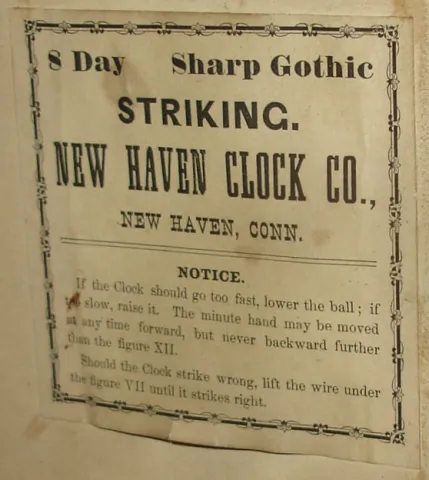 8 Day Sharp Gothic
STRIKING.
NEW HAVEN CLOCK CO.,
NEW HAVEN, CONN.
NOTICE.
If the Clock should go too fast, lower the ball; if
too slow, raise it. The minute hand may be moved
at any time forward, but never backward further
than the figure XII.
Should the Clock strike wrong, lift the wire under
the figure VII until it strikes right.